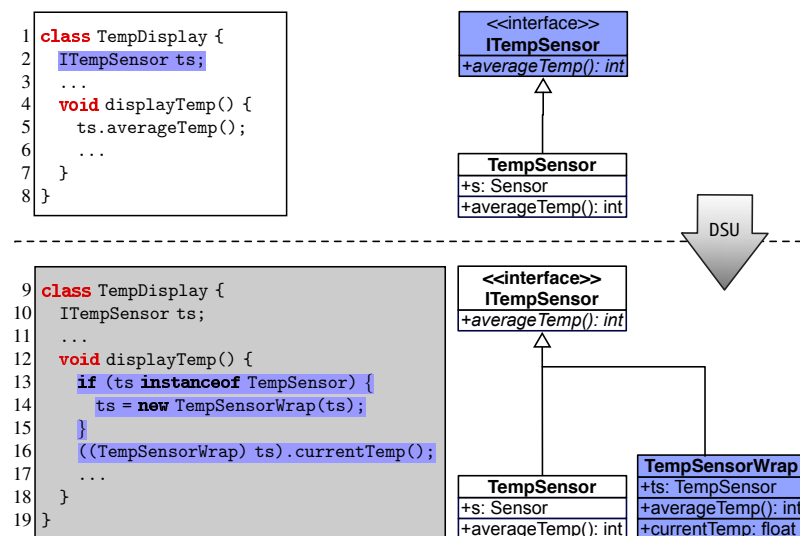 1 class TempDisplay {
2 ITempSensor ts;
3 ...
4 void displayTemp() {
5 ts.averageTemp();
6 ...
7 }
8 }
<<interface>>
ITempSensor
+averageTemp(): int
TempSensor
+s: Sensor
+averageTemp(): int
DSU
9 class TempDisplay {
10 ITempSensor ts;
11 ...
12 void displayTemp() {
13 if (ts instanceof TempSensor) {
14 ts = new TempSensorWrap(ts);
15 }
16 ((TempSensorWrap) ts).currentTemp();
17 ...
18 }
19 }
<<interface>>
ITempSensor
+averageTemp(): int
TempSensor
+s: Sensor
+averageTemp(): int
TempSensorWrap
+ts: TempSensor
+averageTemp(): int
+currentTemp: float